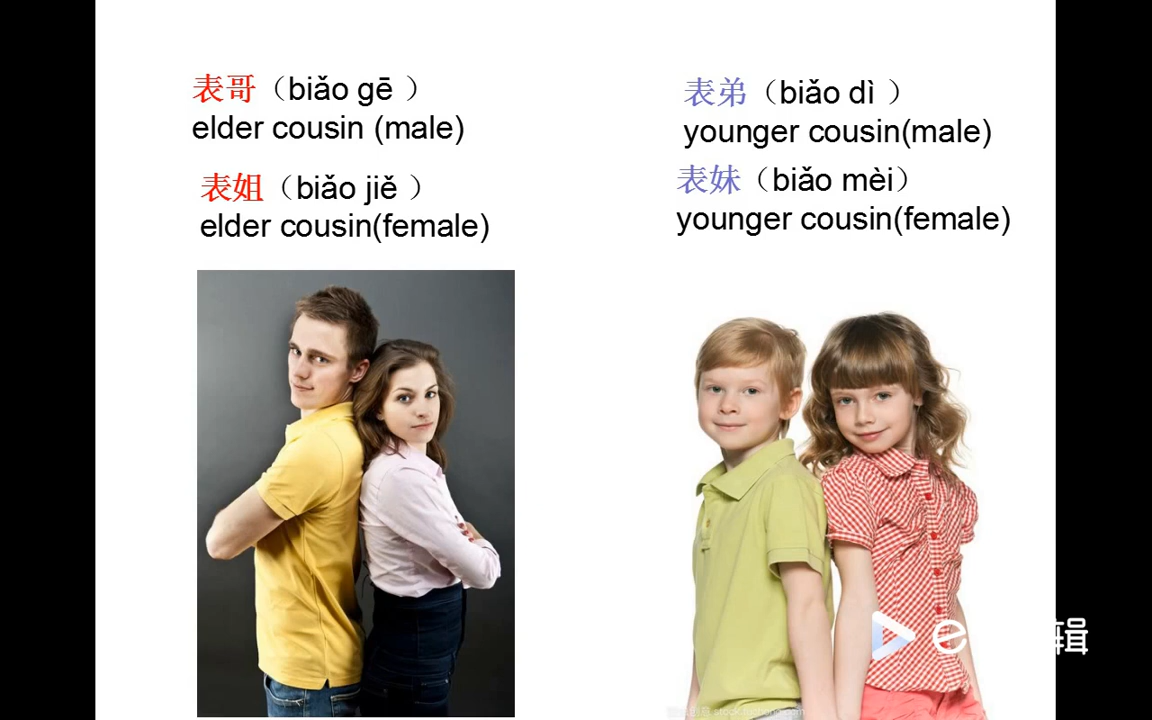 表哥（biǎo gē ）
elder cousin (male)
表姐（biǎo jiě ）
elder cousin(female)
表弟（biǎo dì ）
younger cousin(male)
表妹（biǎo mèi）
younger cousin(female)
e 辑